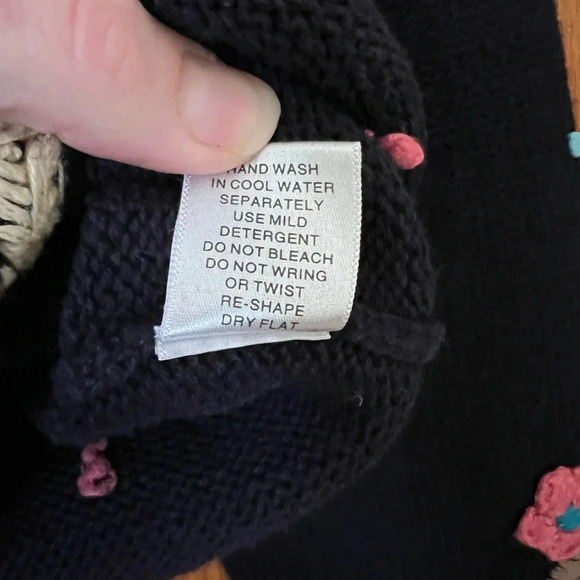 HAND WASH
IN COOL WATER
SEPARATELY
USE MILD
DETERGENT
DO NOT BLEACH
DO NOT WRING
OR TWIST
RE-SHAPE
DRY FLAT